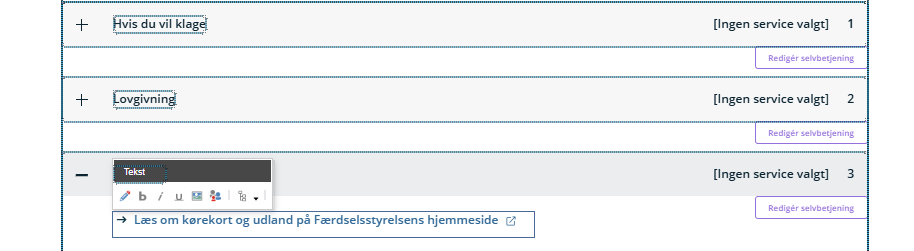 Hvis du vil klage [Ingen service valgt] 1
Redigér selvbetjening
Lovgivning [Ingen service valgt] 2
Redigér selvbetjening
Tekst
[Ingen service valgt] 3
b i u
Redigér selvbetjening
Læs om kørekort og udland på Færdselsstyrelsens hjemmeside